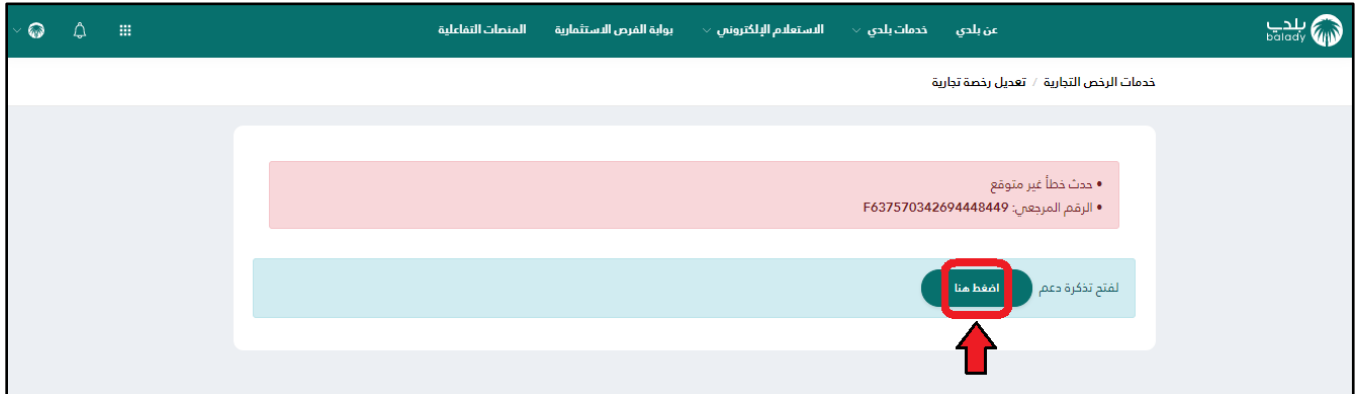 بلدي
balady
عن بلدي
خدمات بلدي
الاستعلام الإلكتروني
بوابة الفرص الاستثمارية
المنصات التفاعلية
خدمات الرخص التجارية / تعديل رخصة تجارية
• حدث خطأ غير متوقع
• الرقم المرجعي: F637570342694448449
لفتح تذكرة دعم اضغط هنا